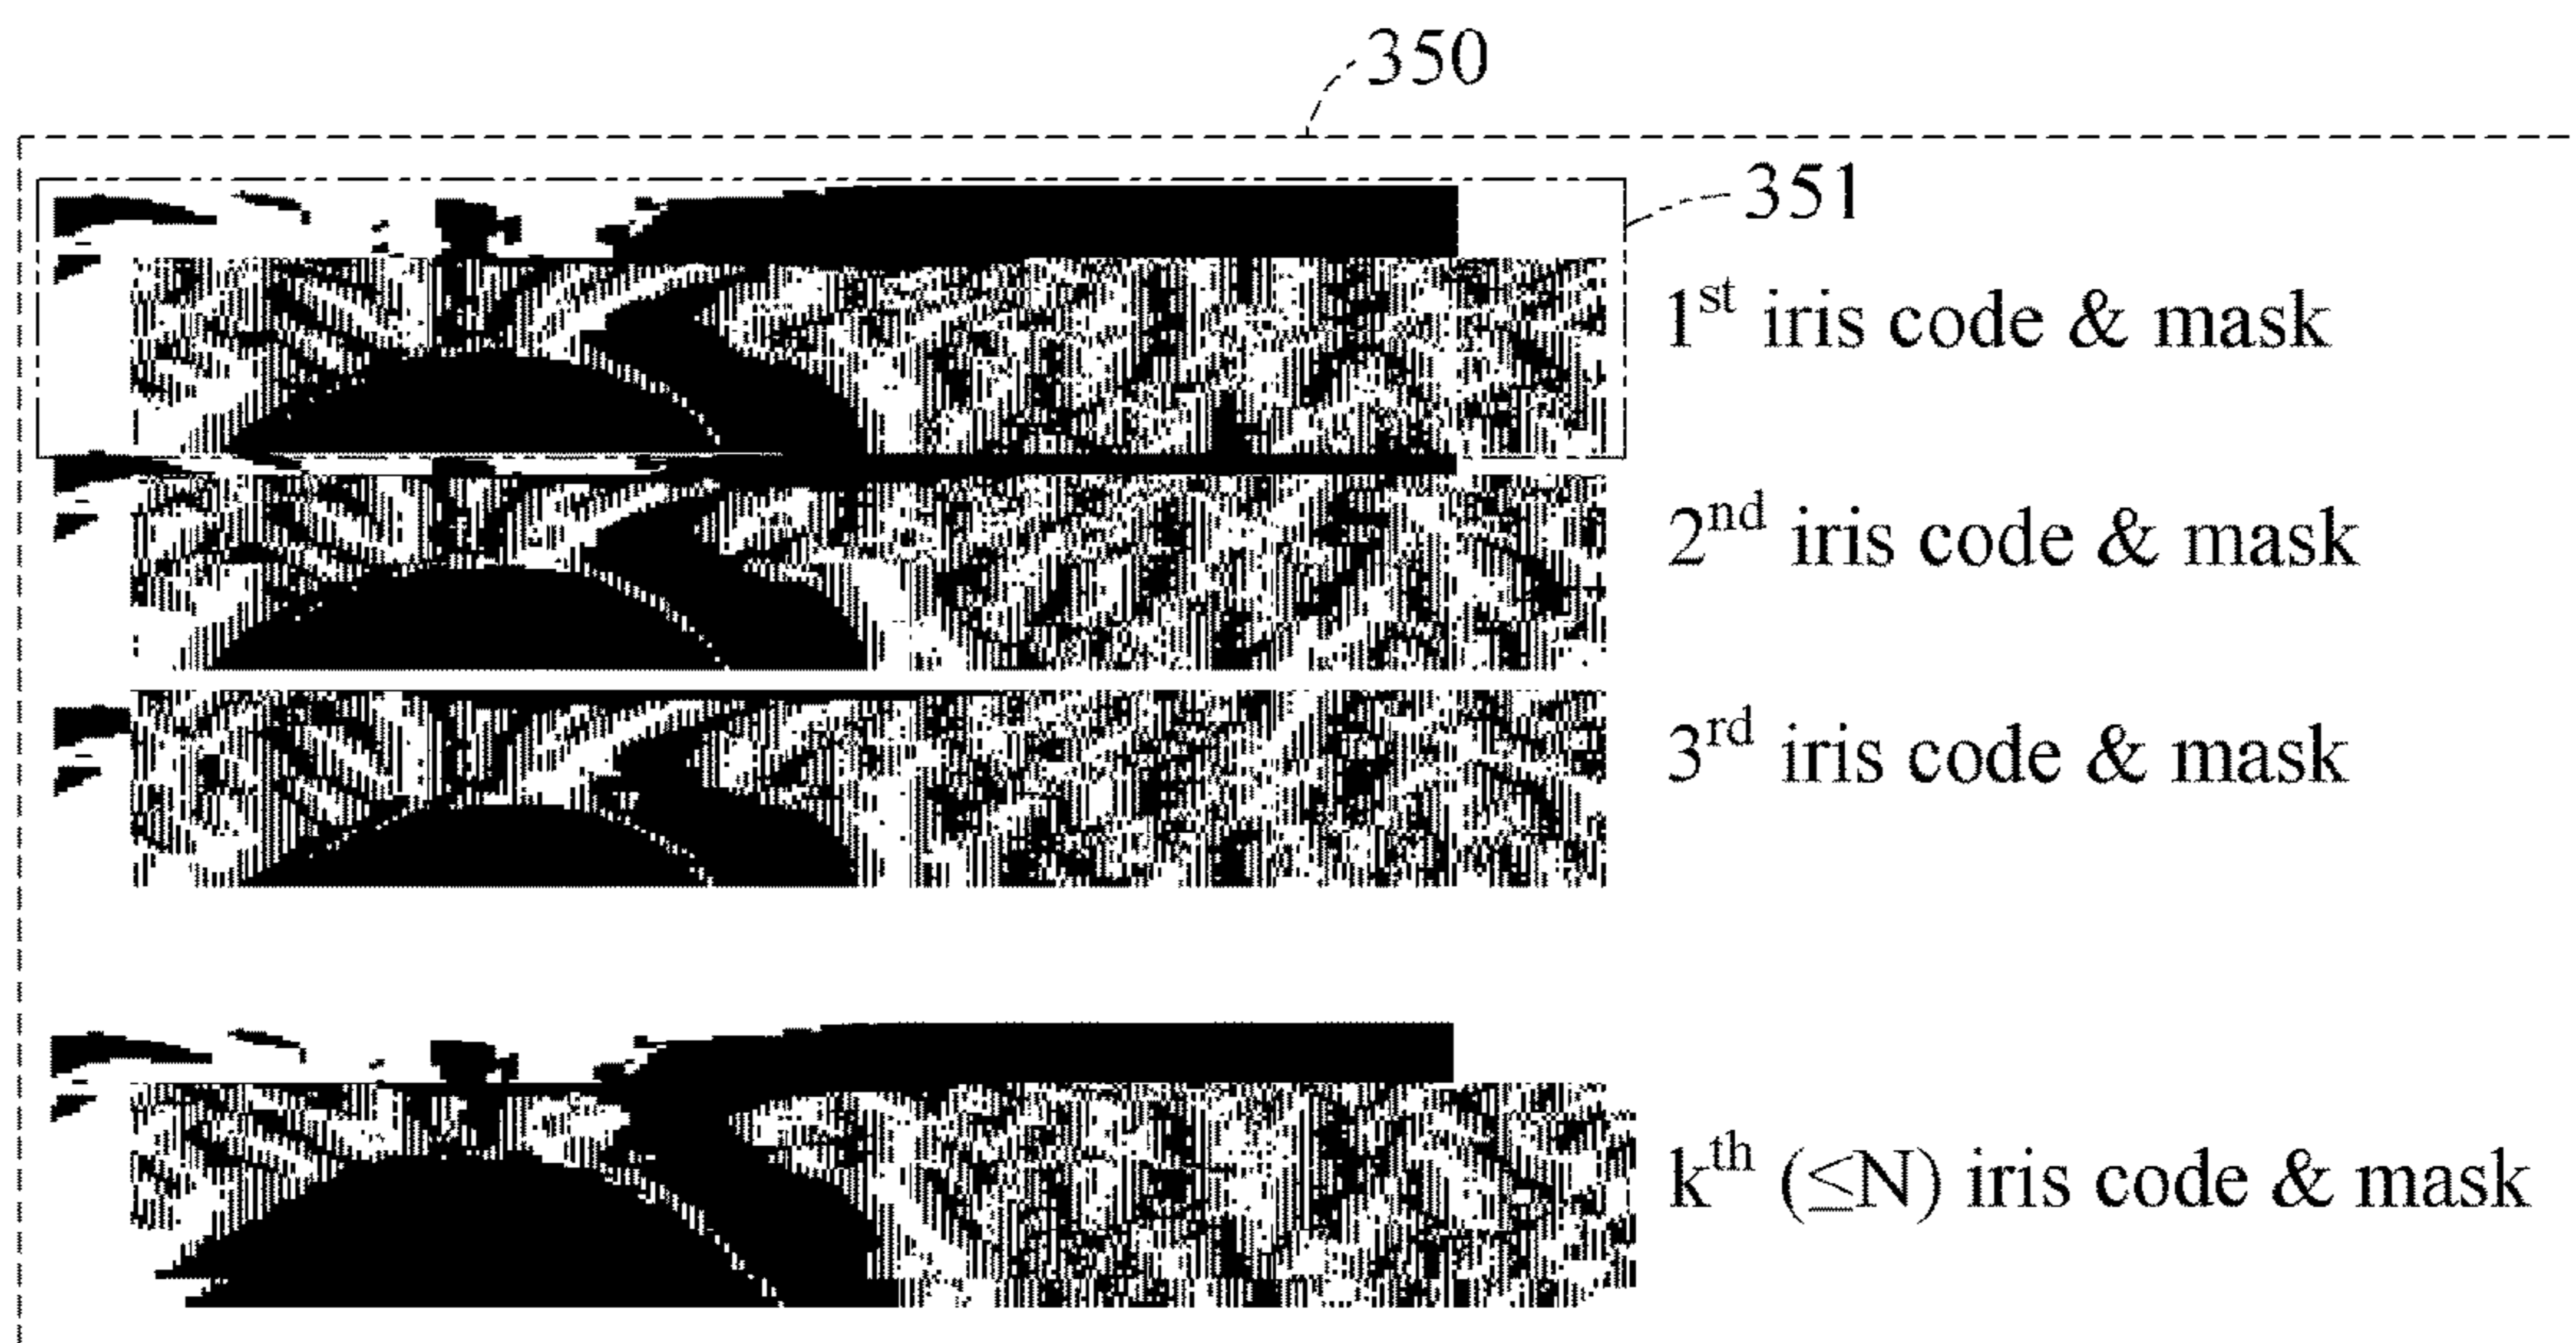 350
351
1st iris code & mask
2nd iris code & mask
3rd iris code & mask
kth (≤N) iris code & mask